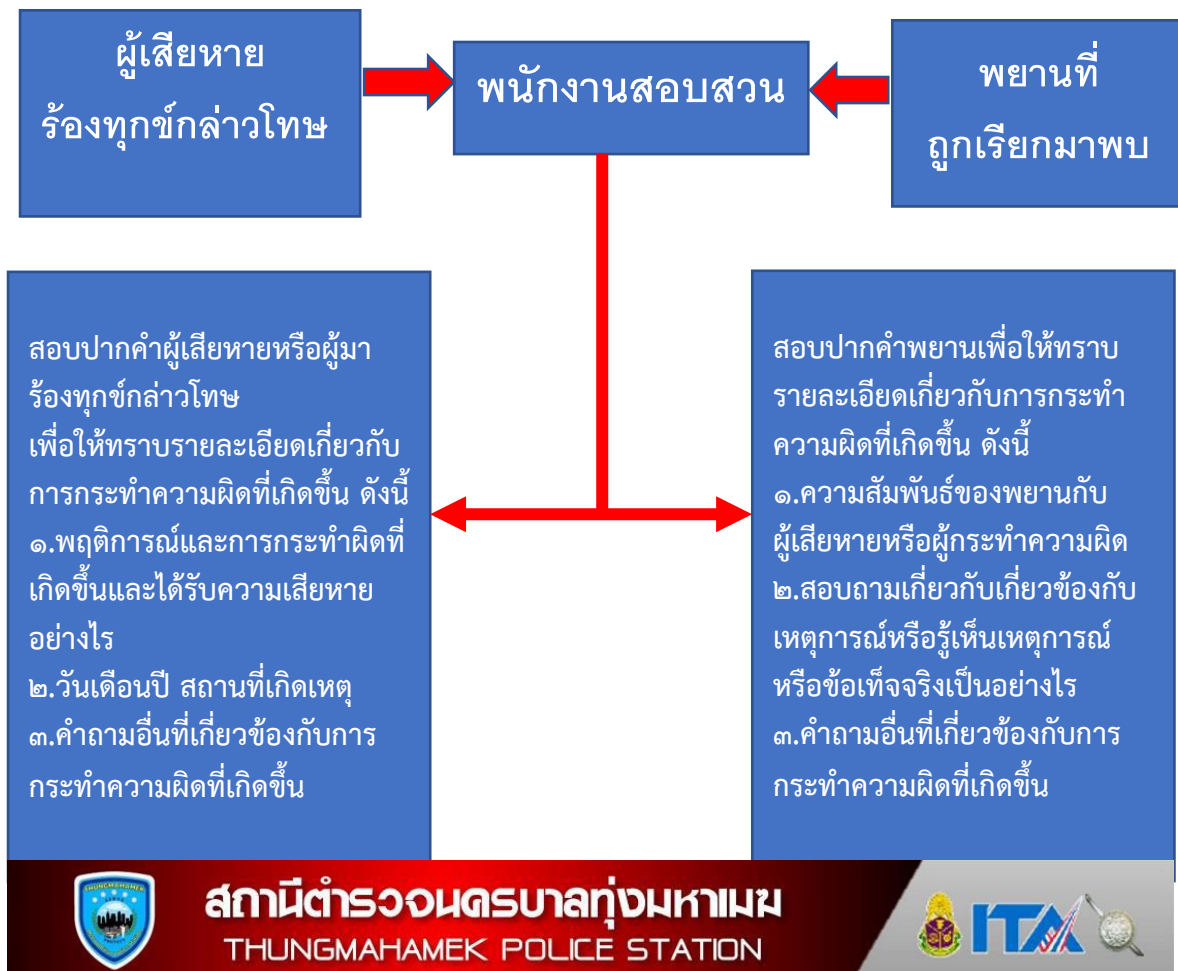 ผู้เสียหาย
ร้องทุกข์กล่าวโทษ
พนักงานสอบสวน
พยานที่
ถูกเรียกมาพบ
สอบปากคำผู้เสียหายหรือผู้มา
ร้องทุกข์กล่าวโทษ
เพื่อให้ทราบรายละเอียดเกี่ยวกับ
การกระทำความผิดที่เกิดขึ้น ดังนี้
๑.พฤติการณ์และการกระทำผิดที่
เกิดขึ้นและได้รับความเสียหาย
อย่างไร
๒.วันเดือนปี สถานที่เกิดเหตุ
๓.คำถามอื่นที่เกี่ยวข้องกับการ
กระทำความผิดที่เกิดขึ้น
สอบปากคำพยานเพื่อให้ทราบ
รายละเอียดเกี่ยวกับการกระทำ
ความผิดที่เกิดขึ้น ดังนี้
๑.ความสัมพันธ์ของพยานกับ
ผู้เสียหายหรือผู้กระทำความผิด
๒.สอบถามเกี่ยวกับเกี่ยวข้องกับ
เหตุการณ์หรือรู้เห็นเหตุการณ์
หรือข้อเท็จจริงเป็นอย่างไร
๓.คำถามอื่นที่เกี่ยวข้องกับการ
กระทำความผิดที่เกิดขึ้น
THUNGMAHAMEK
สถานีตำรวจนครบาลทุ่งมหาเมฆ
THUNGMAHAMEK POLICE STATION
ITA